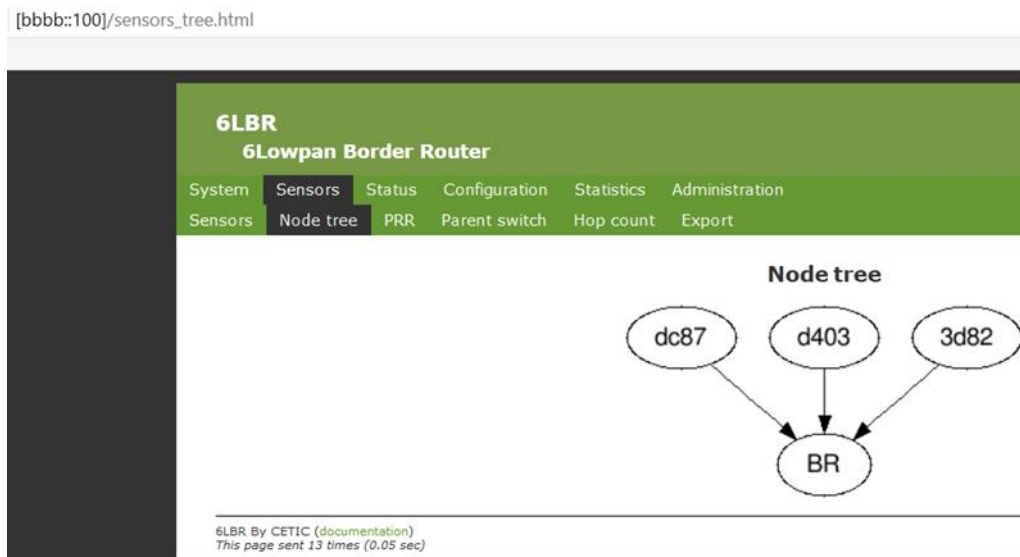 [bbbb::100]/sensors_tree.html
6LBR
6Lowpan Border Router
System Sensors Status Configuration Statistics Administration
Sensors Node tree PRR Parent switch Hop count Export
Node tree
dc87 d403 3d82
BR
6LBR By CETIC (documentation)
This page sent 13 times (0.05 sec)